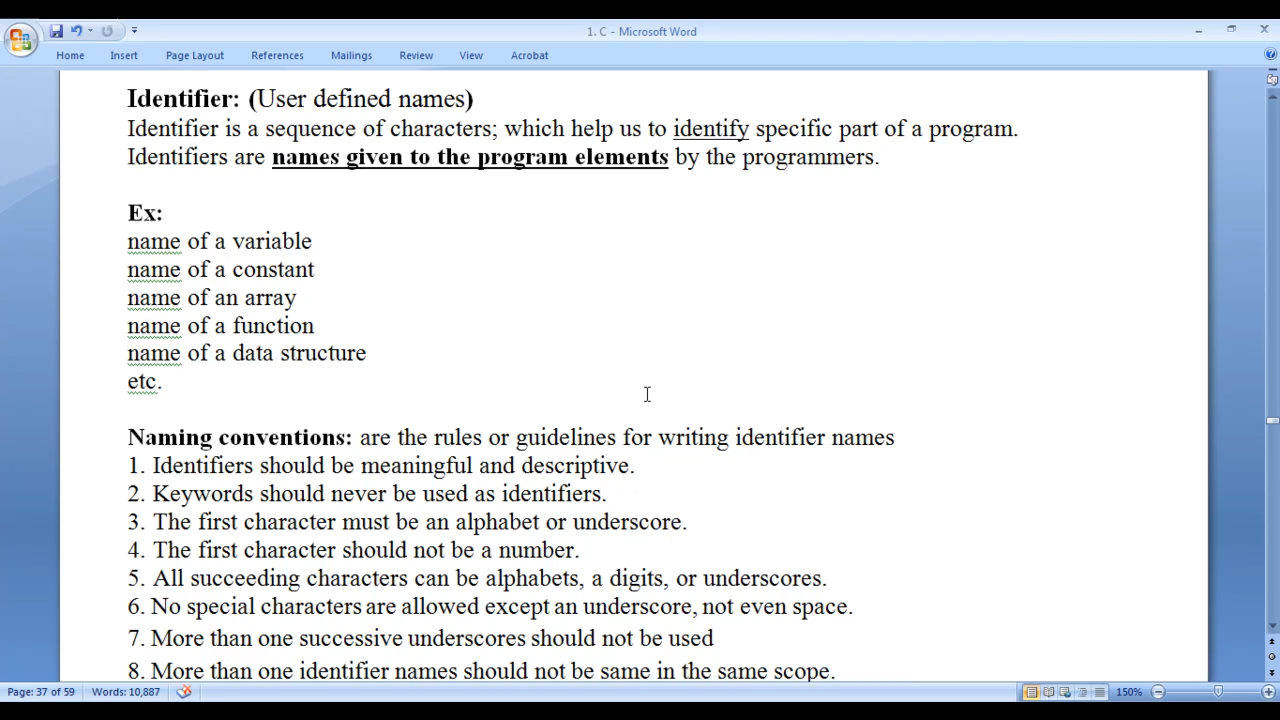 1. C - Microsoft Word
Home Insert Page Layout References Mailings Review View Acrobat
Identifier: (User defined names)
Identifier is a sequence of characters; which help us to identify specific part of a program.
Identifiers are names given to the program elements by the programmers.
Ex:
name of a variable
name of a constant
name of an array
name of a function
name of a data structure
etc.
Naming conventions: are the rules or guidelines for writing identifier names
1. Identifiers should be meaningful and descriptive.
2. Keywords should never be used as identifiers.
3. The first character must be an alphabet or underscore.
4. The first character should not be a number.
5. All succeeding characters can be alphabets, a digits, or underscores.
6. No special characters are allowed except an underscore, not even space.
7. More than one successive underscores should not be used
8. More than one identifier names should not be same in the same scope.
Page: 37 of 59 Words: 10,887 150%